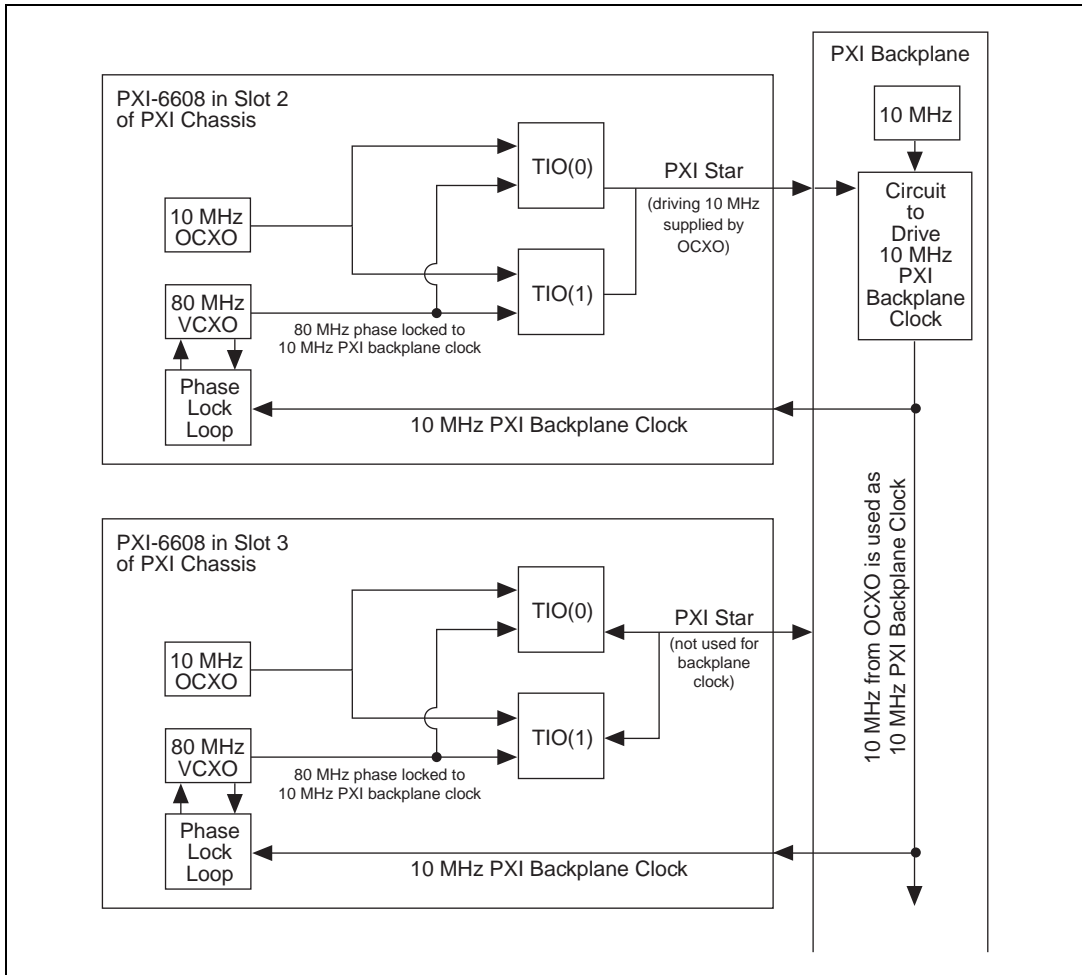 PXI Backplane
10 MHz
Circuit
to
Drive
10 MHz
PXI
Backplane
Clock
10 MHz from OCXO is used as
10 MHz PXI Backplane Clock
PXI-6608 in Slot 2
of PXI Chassis
10 MHz
OCXO
80 MHz
VCXO
Phase
Lock
Loop
80 MHz phase locked to
10 MHz PXI backplane clock
TIO(0)
TIO(1)
PXI Star
(driving 10 MHz
supplied by
OCXO)
10 MHz PXI Backplane Clock
PXI-6608 in Slot 3
of PXI Chassis
10 MHz
OCXO
80 MHz
VCXO
Phase
Lock
Loop
80 MHz phase locked to
10 MHz PXI backplane clock
TIO(0)
TIO(1)
PXI Star
(not used for
backplane
clock)
10 MHz PXI Backplane Clock